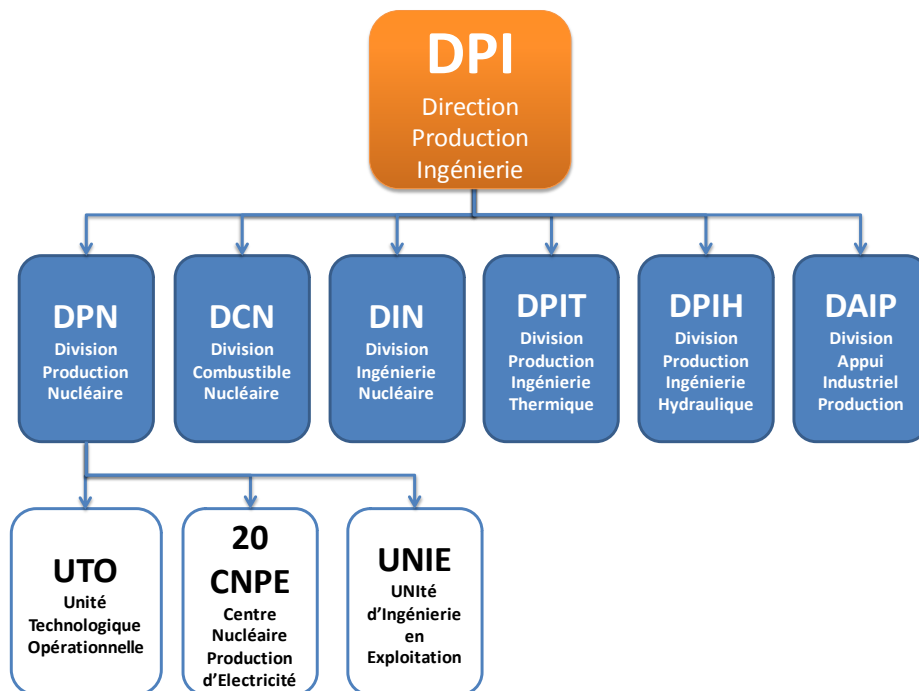 DPI
Direction
Production
Ingénierie
DPN
Division
Production
Nucléaire
DCN
Division
Combustible
Nucléaire
DIN
Division
Ingénierie
Nucléaire
DPIT
Division
Production
Ingénierie
Thermique
DPIH
Division
Production
Ingénierie
Hydraulique
DAIP
Division
Appui
Industriel
Production
UTO
Unité
Technologique
Opérationnelle
20
CNPE
Centre
Nucléaire
Production
d'Electricité
UNIE
UNIté
d'Ingénierie
en
Exploitation